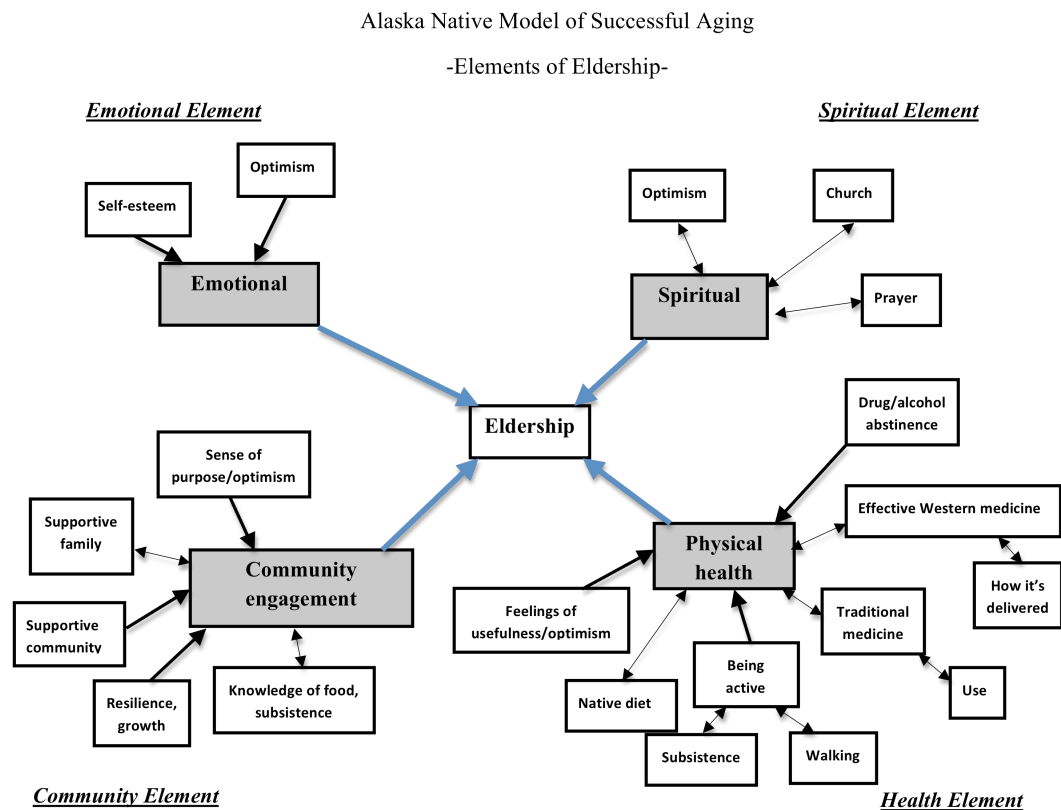 Alaska Native Model of Successful Aging
-Elements of Eldership-
Emotional Element
Spiritual Element
Optimism
Self-esteem
Emotional
Optimism
Church
Spiritual
Prayer
Eldership
Sense of
purpose/optimism
Supportive
family
Community
engagement
Supportive
community
Resilience,
growth
Knowledge of food,
subsistence
Drug/alcohol
abstinence
Effective Western medicine
Physical
health
How it's
delivered
Feelings of
usefulness/optimism
Traditional
medicine
Being
active
Native diet
Use
Subsistence
Walking
Community Element
Health Element